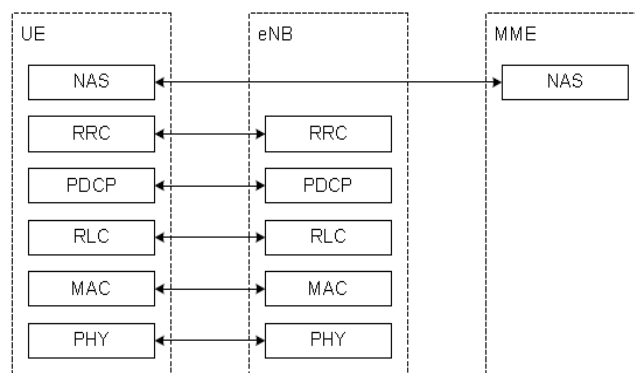 UE eNB MME
NAS NAS
RRC RRC
PDCP PDCP
RLC RLC
MAC MAC
PHY PHY